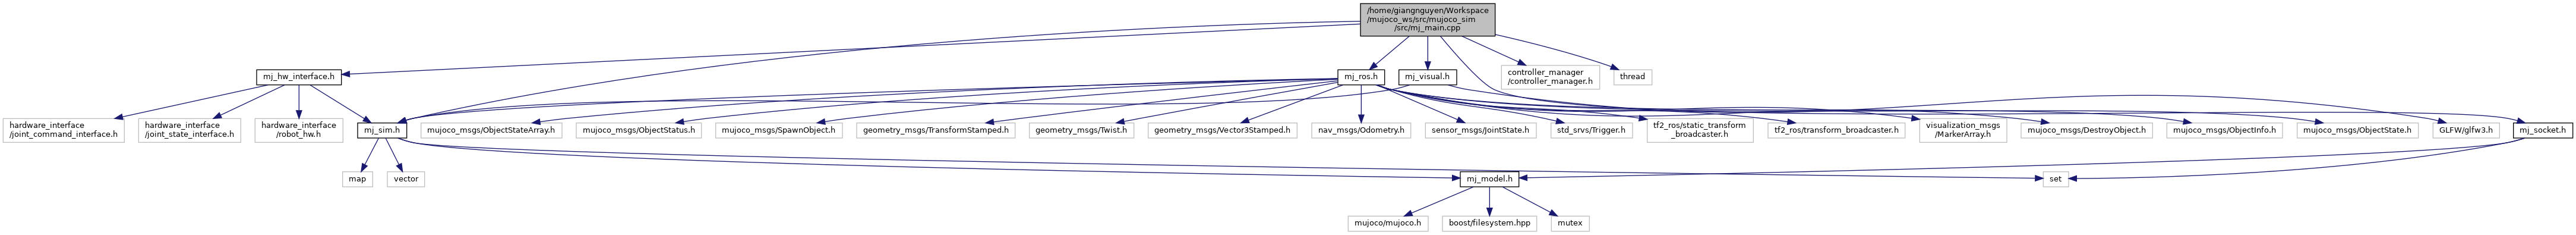 /home/giangnguyen/Workspace
/mujoco_ws/src/mujoco_sim
/src/mj_main.cpp
mj_hw_interface.h
mj_ros.h
mj_visual.h
controller_manager
/controller_manager.h
thread
hardware_interface
/joint_command_interface.h
hardware_interface
/joint_state_interface.h
hardware_interface
/robot_hw.h
mj_sim.h
mujoco_msgs/ObjectStateArray.h
mujoco_msgs/ObjectStatus.h
mujoco_msgs/SpawnObject.h
geometry_msgs/TransformStamped.h
geometry_msgs/Twist.h
geometry_msgs/Vector3Stamped.h
nav_msgs/Odometry.h
sensor_msgs/JointState.h
std_srvs/Trigger.h
tf2_ros/static_transform
_broadcaster.h
tf2_ros/transform_broadcaster.h
visualization_msgs
/MarkerArray.h
mujoco_msgs/DestroyObject.h
mujoco_msgs/ObjectInfo.h
mujoco_msgs/ObjectState.h
GLFW/glfw3.h
mj_socket.h
map
vector
mj_model.h
set
mujoco/mujoco.h
boost/filesystem.hpp
mutex